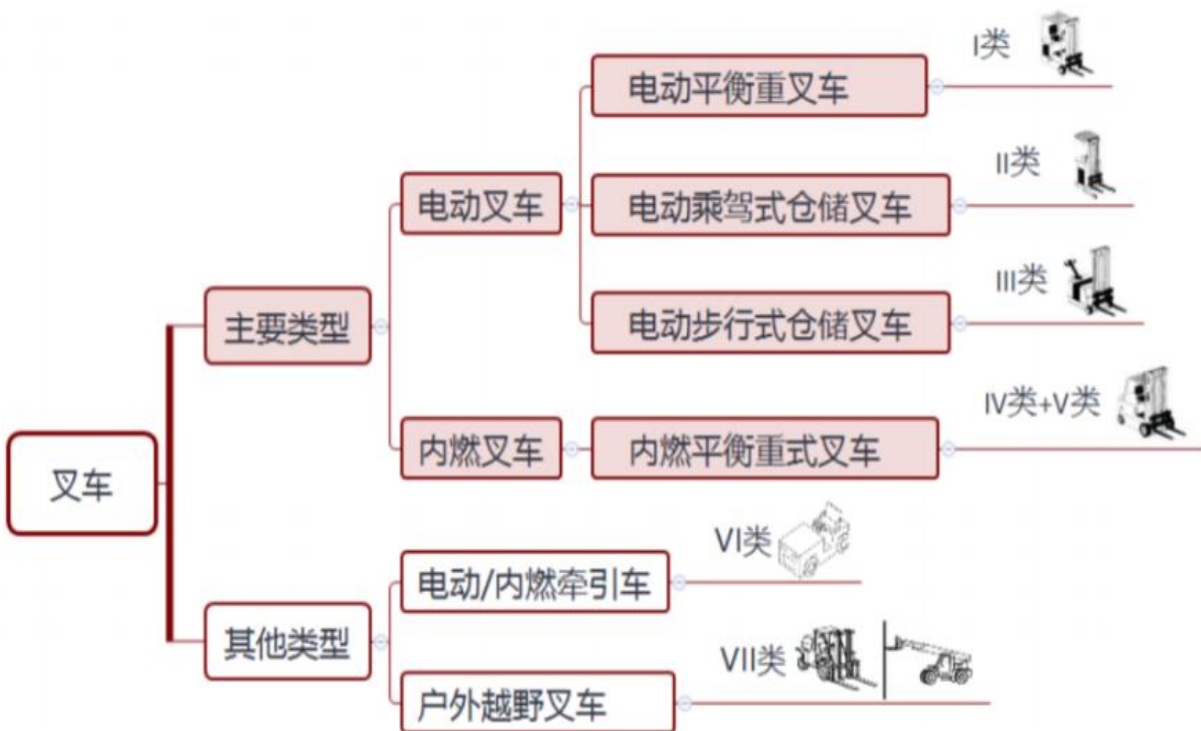 I类
电动平衡重叉车
II类
电动叉车
电动乘驾式仓储叉车
III类
主要类型
电动步行式仓储叉车
IV类+V类
叉车
内燃叉车
内燃平衡重式叉车
VI类
电动/内燃牵引车
其他类型
VII类
户外越野叉车